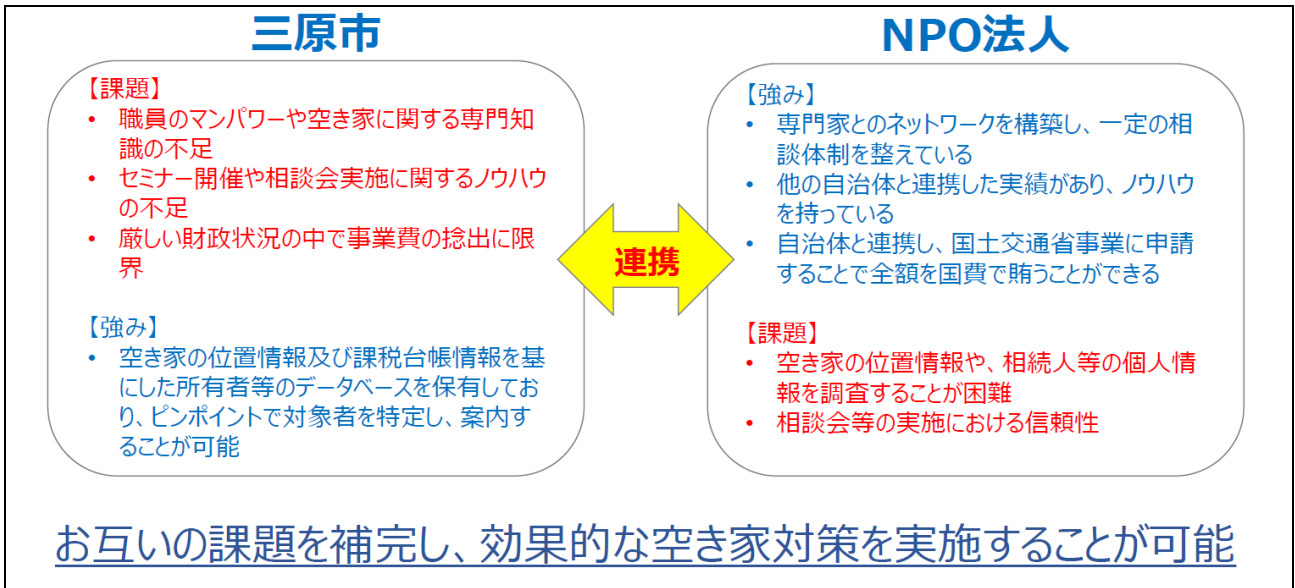 三原市
【課題】
• 職員のマンパワーや空き家に関する専門知
識の不足
• セミナー開催や相談会実施に関するノウハウ
の不足
• 厳しい財政状況の中で事業費の捻出に限
界
【強み】
• 空き家の位置情報及び課税台帳情報を基
にした所有者等のデータベースを保有してお
り、ピンポイントで対象者を特定し、案内す
ることが可能
連携
NPO法人
【強み】
• 専門家とのネットワークを構築し、一定の相
談体制を整えている
• 他の自治体と連携した実績があり、ノウハウ
を持っている
• 自治体と連携し、国土交通省事業に申請
することで全額を国費で賄うことができる
【課題】
• 空き家の位置情報や、相続人等の個人情
報を調査することが困難
• 相談会等の実施における信頼性
お互いの課題を補完し、効果的な空き家対策を実施することが可能